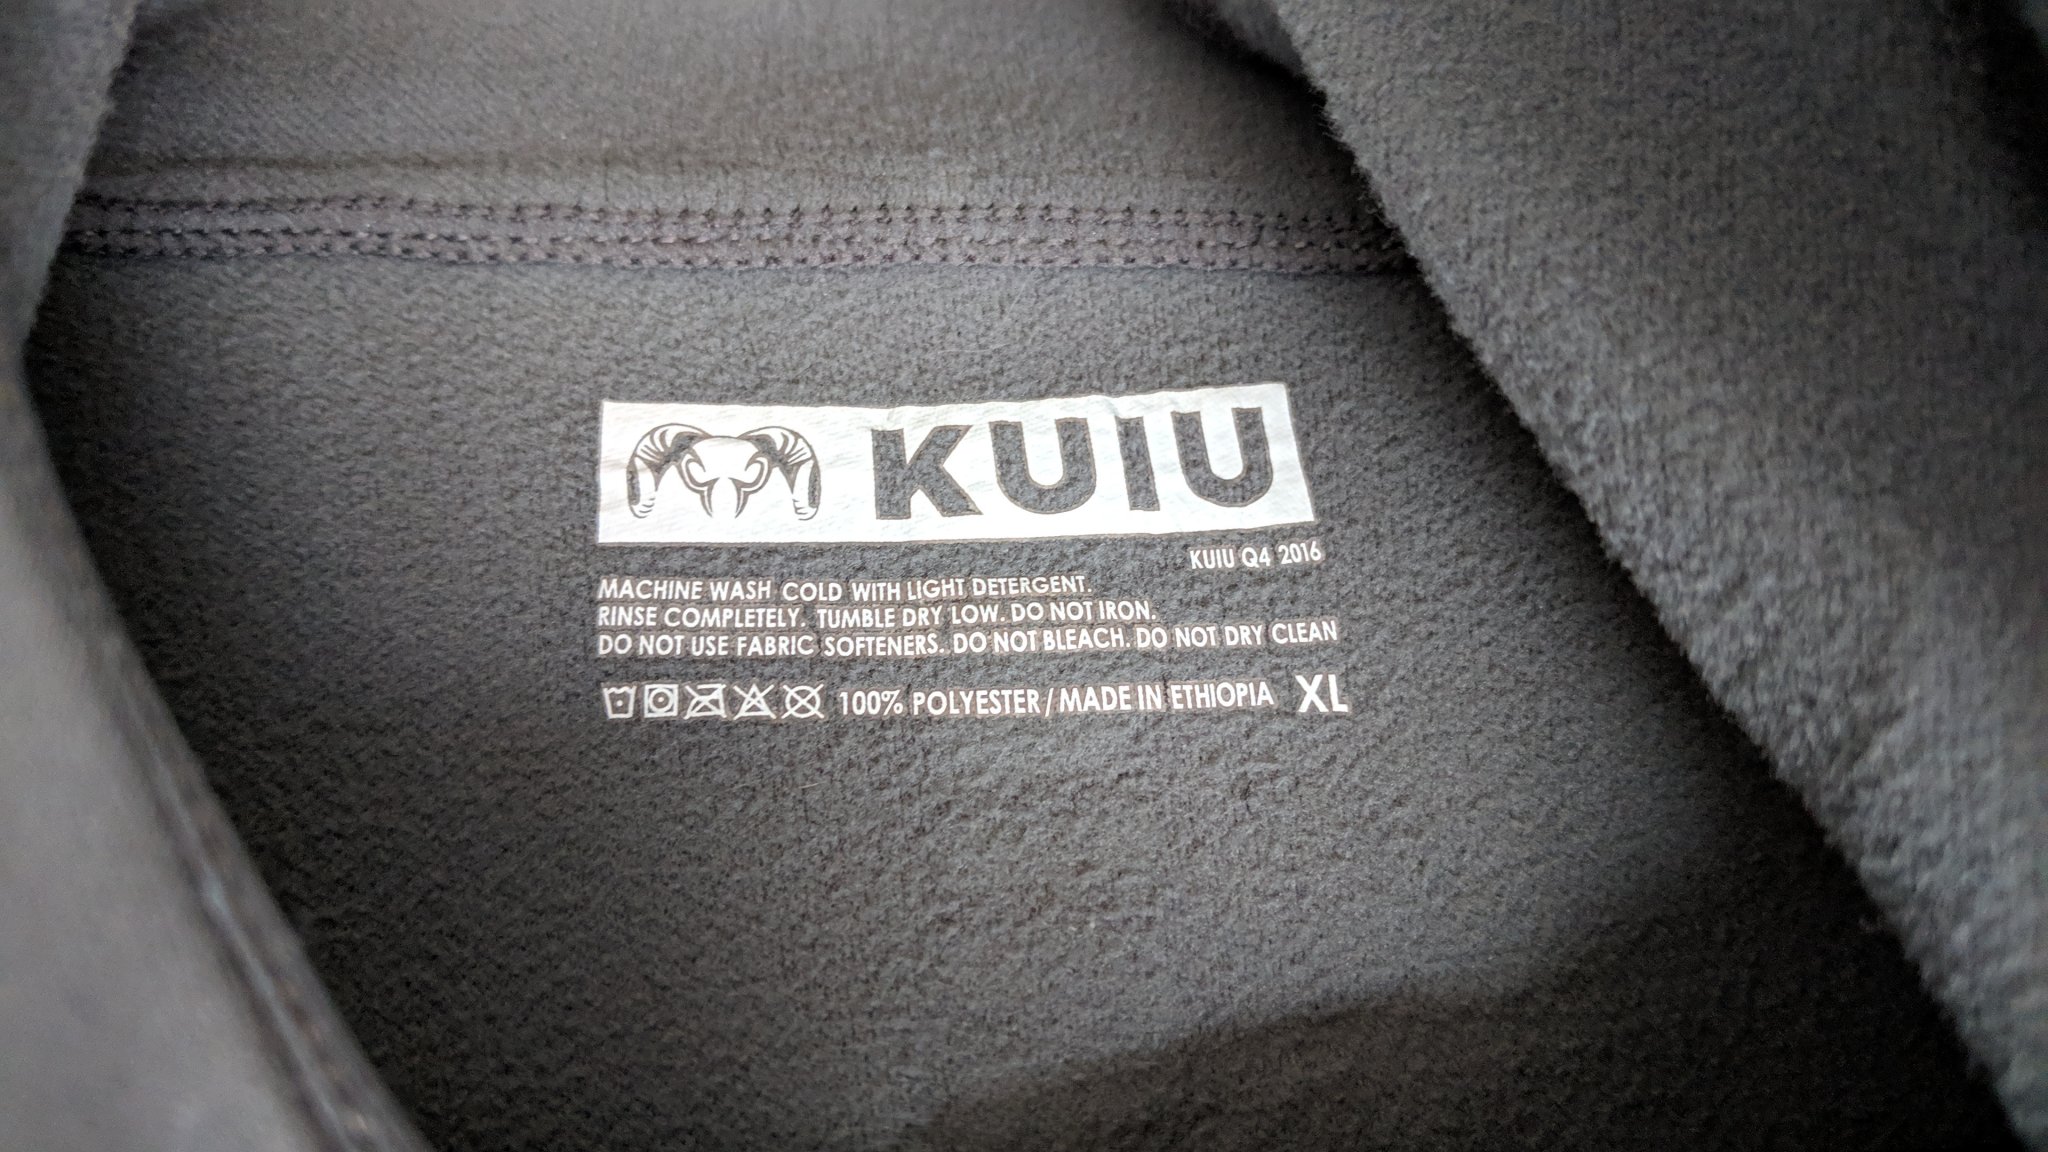 KUIU
KUIU Q4 2016
MACHINE WASH COLD WITH LIGHT DETERGENT.
RINSE COMPLETELY. TUMBLE DRY LOW. DO NOT IRON.
DO NOT USE FABRIC SOFTENERS. DO NOT BLEACH. DO NOT DRY CLEAN
100% POLYESTER/MADE IN ETHIOPIA XL